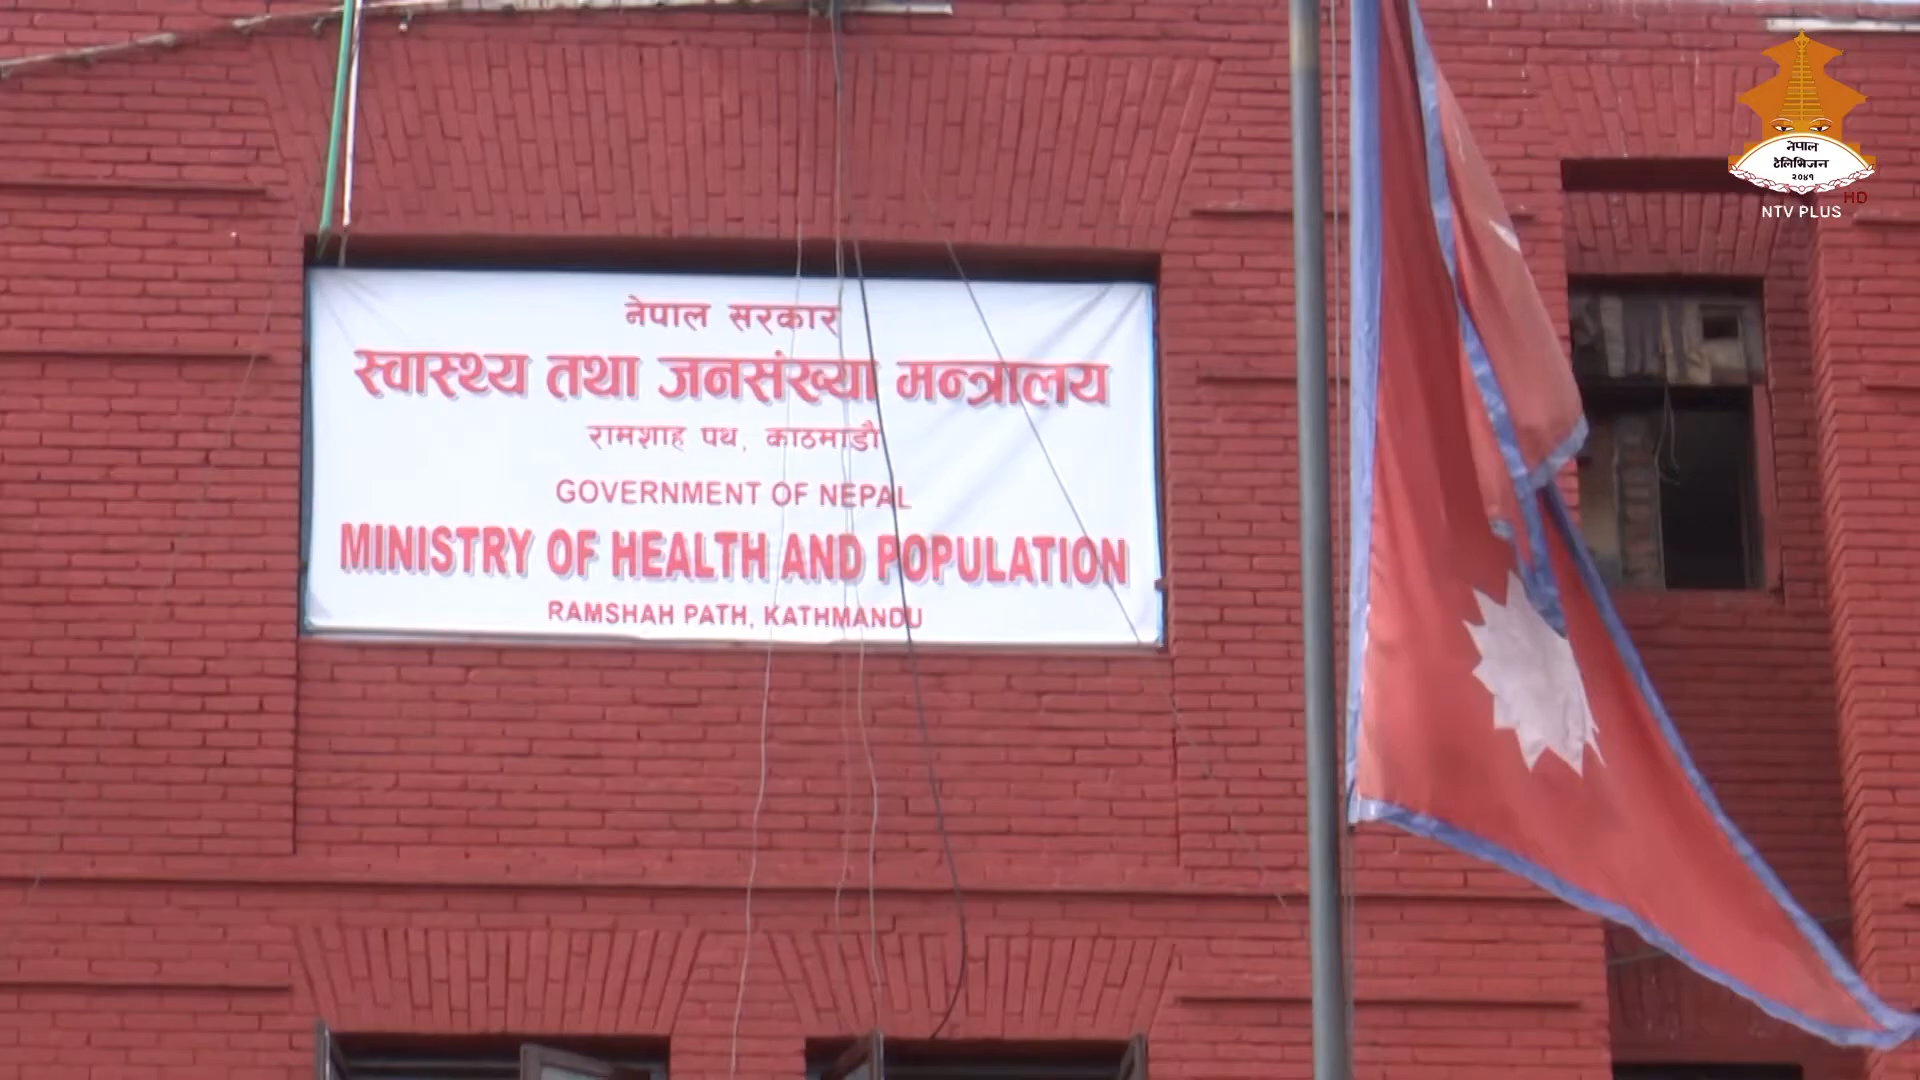 नेपाल सरकार
स्वास्थ्य तथा जनसंख्या मन्त्रालय
रामशाह पथ, काठमाडौं
GOVERNMENT OF NEPAL
MINISTRY OF HEALTH AND POPULATION
RAMSHAH PATH, KATHMANDU
नेपाल
टेलिभिजन
२०४१
HD
NTV PLUS